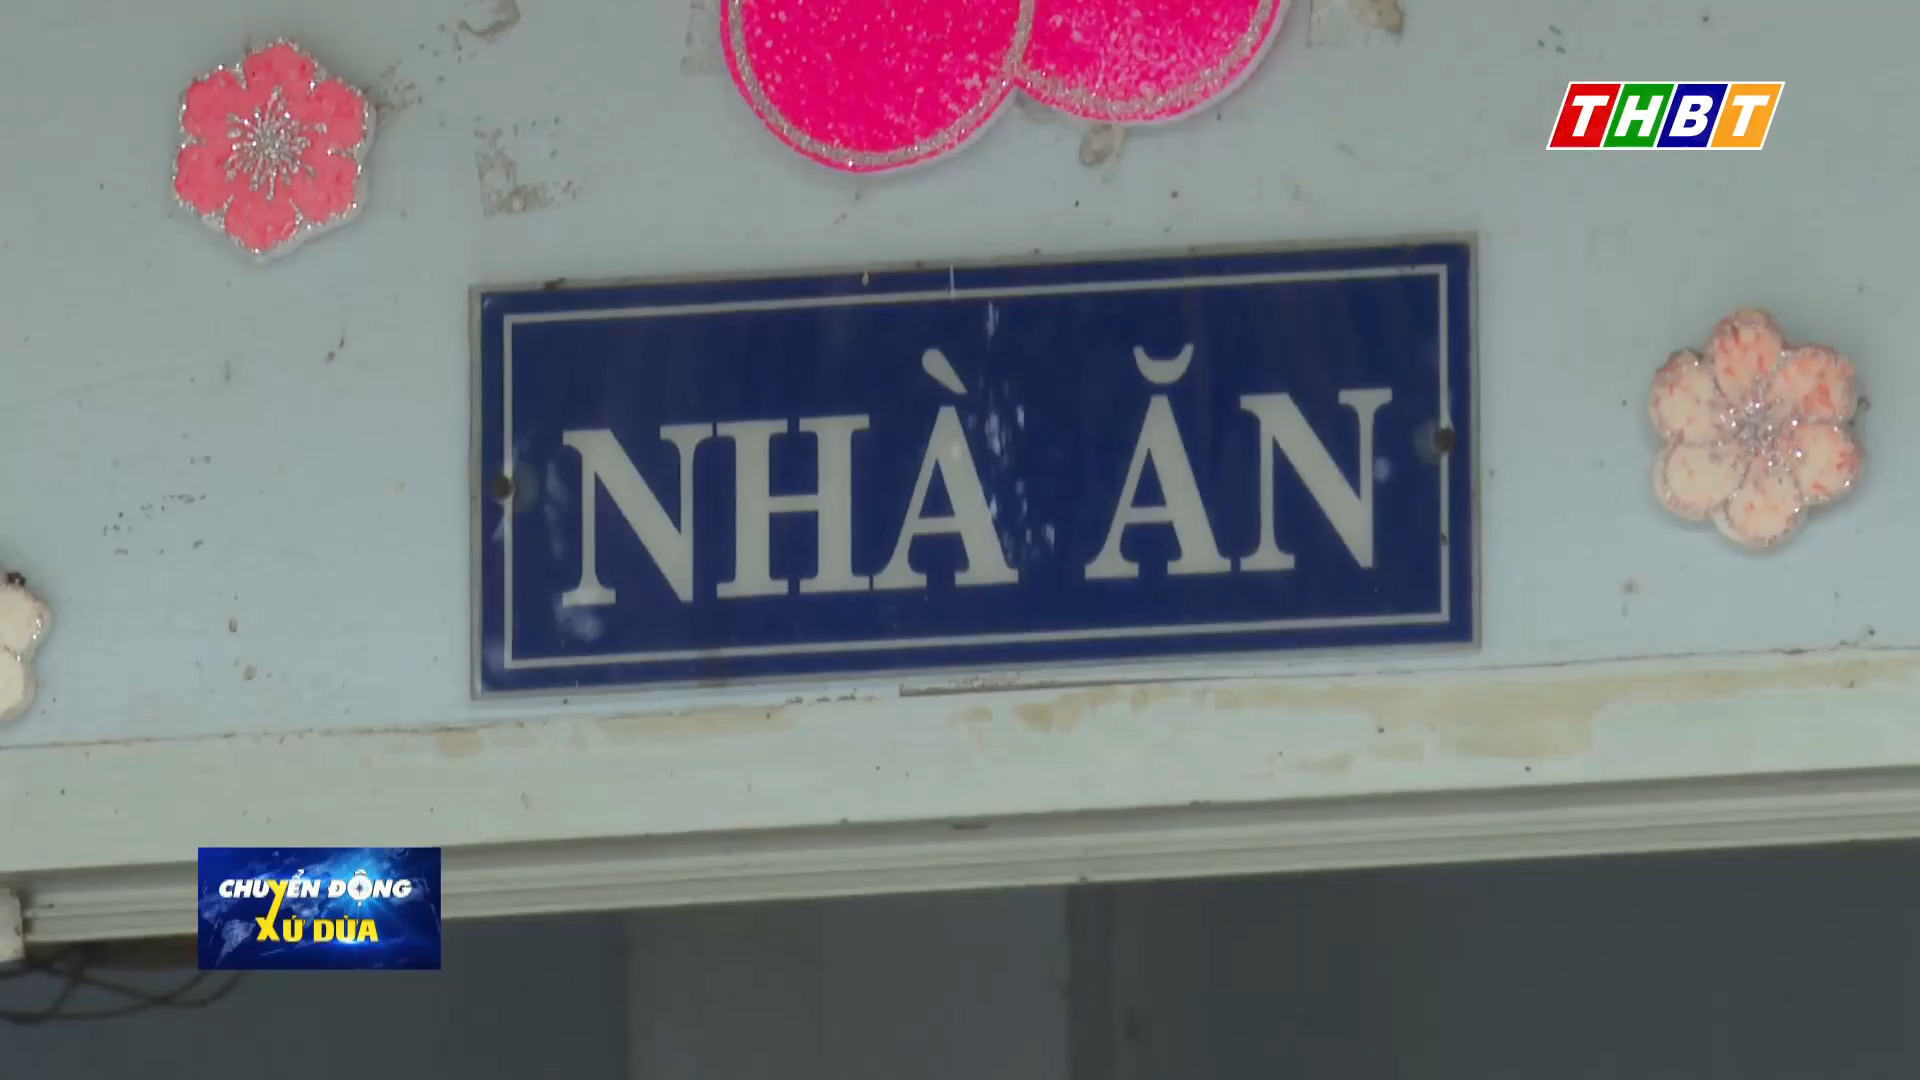 THBT
NHÀ ĂN
CHUYỂN ĐỘNG
XỨ DỪA